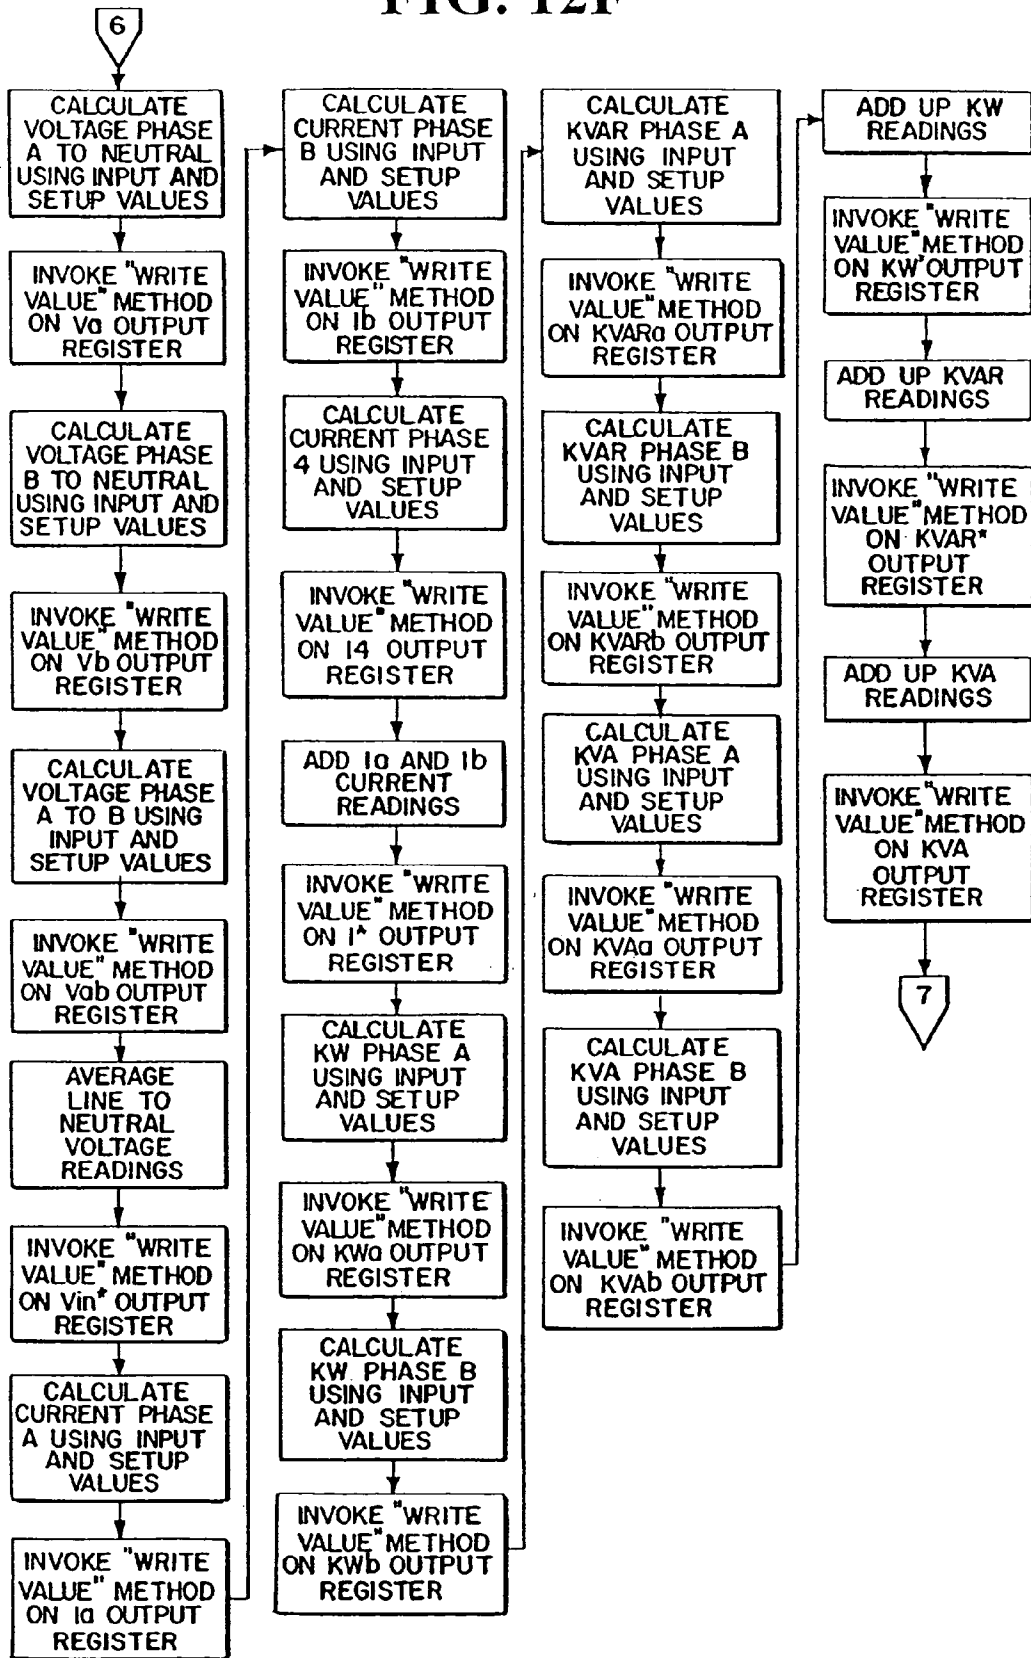 FIG. 12F
6
CALCULATE
VOLTAGE PHASE
A TO NEUTRAL
USING INPUT AND
SETUP VALUES
INVOKE "WRITE
VALUE" METHOD
ON Va OUTPUT
REGISTER
CALCULATE
VOLTAGE PHASE
B TO NEUTRAL
USING INPUT AND
SETUP VALUES
INVOKE "WRITE
VALUE" METHOD
ON Vb OUTPUT
REGISTER
CALCULATE
VOLTAGE PHASE
A TO B USING
INPUT AND
SETUP VALUES
INVOKE "WRITE
VALUE" METHOD
ON Vab OUTPUT
REGISTER
AVERAGE
LINE TO
NEUTRAL
VOLTAGE
READINGS
INVOKE "WRITE
VALUE" METHOD
ON Vin* OUTPUT
REGISTER
CALCULATE
CURRENT PHASE
A USING INPUT
AND SETUP
VALUES
INVOKE "WRITE
VALUE" METHOD
ON Ia OUTPUT
REGISTER
CALCULATE
CURRENT PHASE
B USING INPUT
AND SETUP
VALUES
INVOKE "WRITE
VALUE" METHOD
ON Ib OUTPUT
REGISTER
CALCULATE
CURRENT PHASE
4 USING INPUT
AND SETUP
VALUES
INVOKE "WRITE
VALUE" METHOD
ON I4 OUTPUT
REGISTER
ADD Ia AND Ib
CURRENT
READINGS
INVOKE "WRITE
VALUE" METHOD
ON I* OUTPUT
REGISTER
CALCULATE
KW PHASE A
USING INPUT
AND SETUP
VALUES
INVOKE "WRITE
VALUE" METHOD
ON KWa OUTPUT
REGISTER
CALCULATE
KW PHASE B
USING INPUT
AND SETUP
VALUES
INVOKE "WRITE
VALUE" METHOD
ON KWb OUTPUT
REGISTER
CALCULATE
KVAR PHASE A
USING INPUT
AND SETUP
VALUES
INVOKE "WRITE
VALUE" METHOD
ON KVARa OUTPUT
REGISTER
CALCULATE
KVAR PHASE B
USING INPUT
AND SETUP
VALUES
INVOKE "WRITE
VALUE" METHOD
ON KVARb OUTPUT
REGISTER
CALCULATE
KVA PHASE A
USING INPUT
AND SETUP
VALUES
INVOKE "WRITE
VALUE" METHOD
ON KVAa OUTPUT
REGISTER
CALCULATE
KVA PHASE B
USING INPUT
AND SETUP
VALUES
INVOKE "WRITE
VALUE" METHOD
ON KVAb OUTPUT
REGISTER
ADD UP KW
READINGS
INVOKE "WRITE
VALUE" METHOD
ON KW* OUTPUT
REGISTER
ADD UP KVAR
READINGS
INVOKE "WRITE
VALUE" METHOD
ON KVAR*
OUTPUT
REGISTER
ADD UP KVA
READINGS
INVOKE "WRITE
VALUE" METHOD
ON KVA
OUTPUT
REGISTER
7